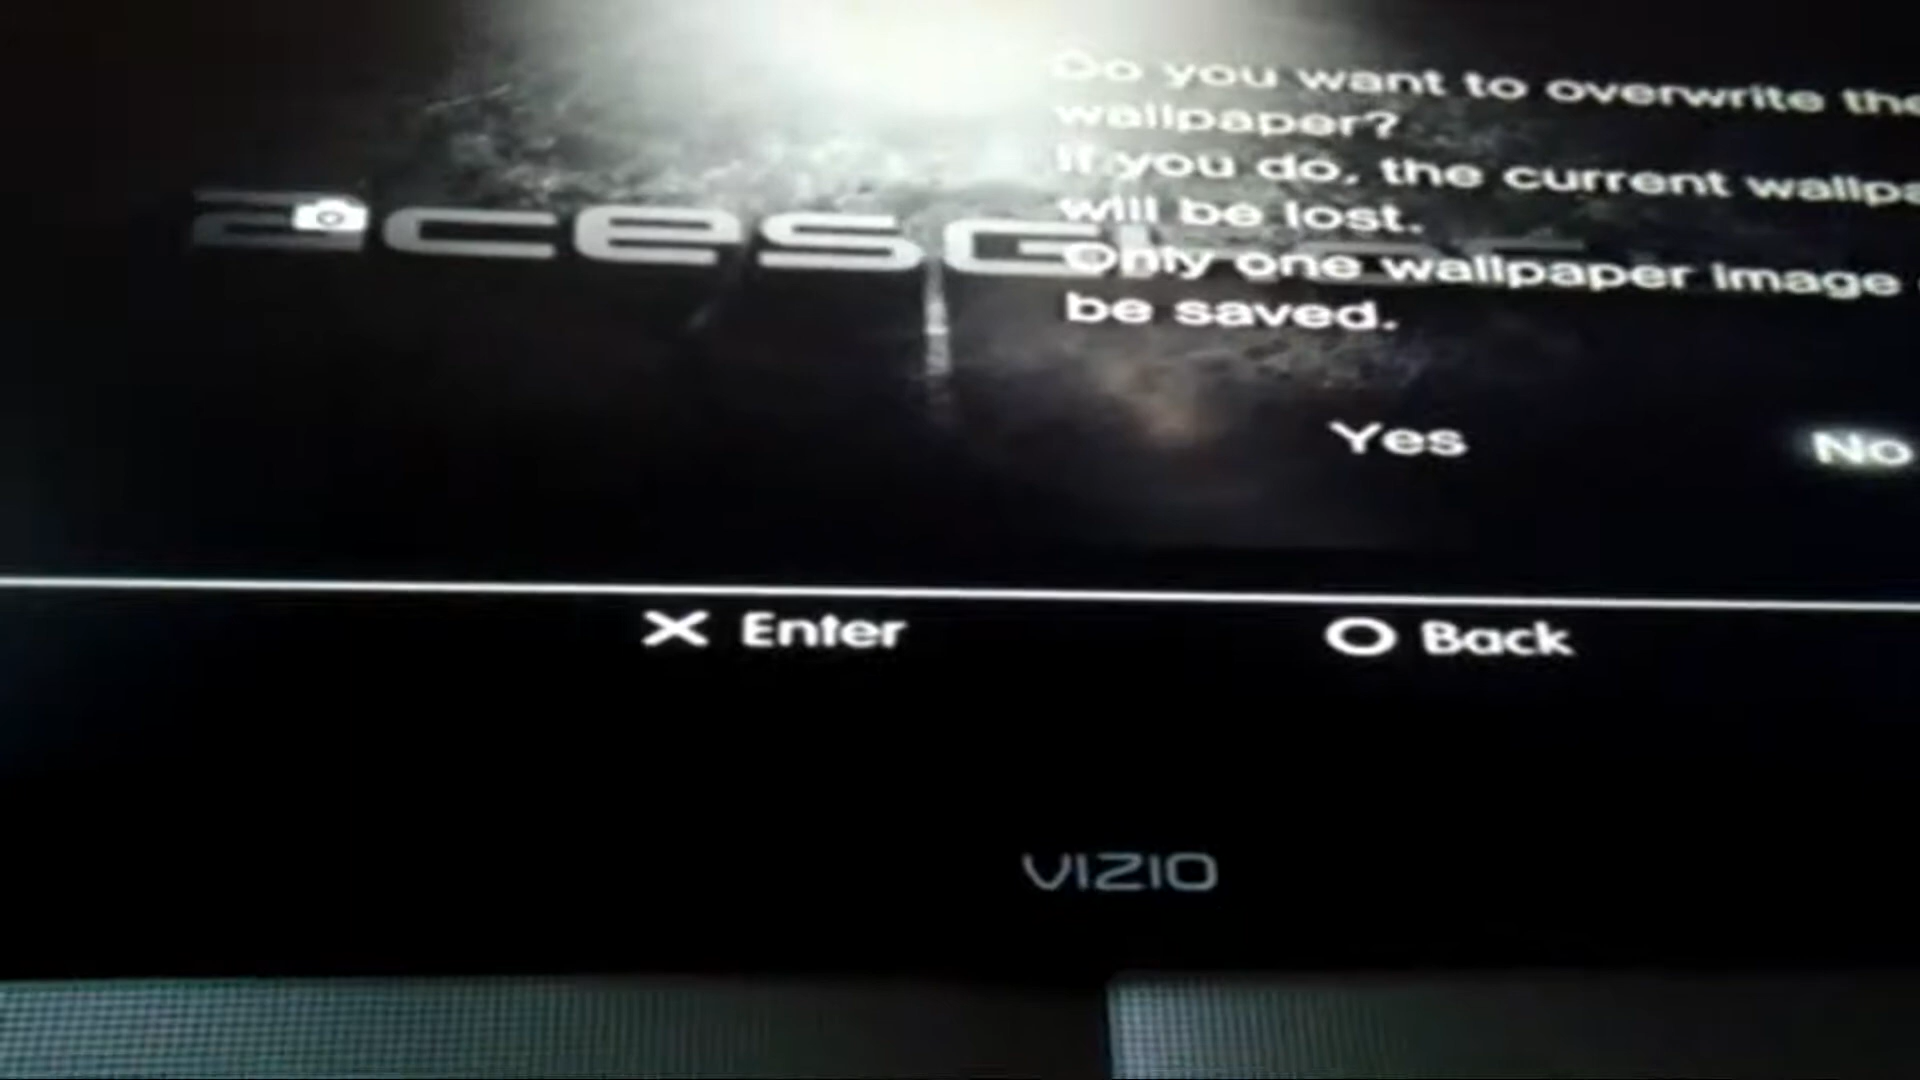 Do you want to overwrite the
wallpaper?
If you do, the current
will be lost.
Only one wallpaper image
be saved.
Yes No
Enter Back
VIZIO